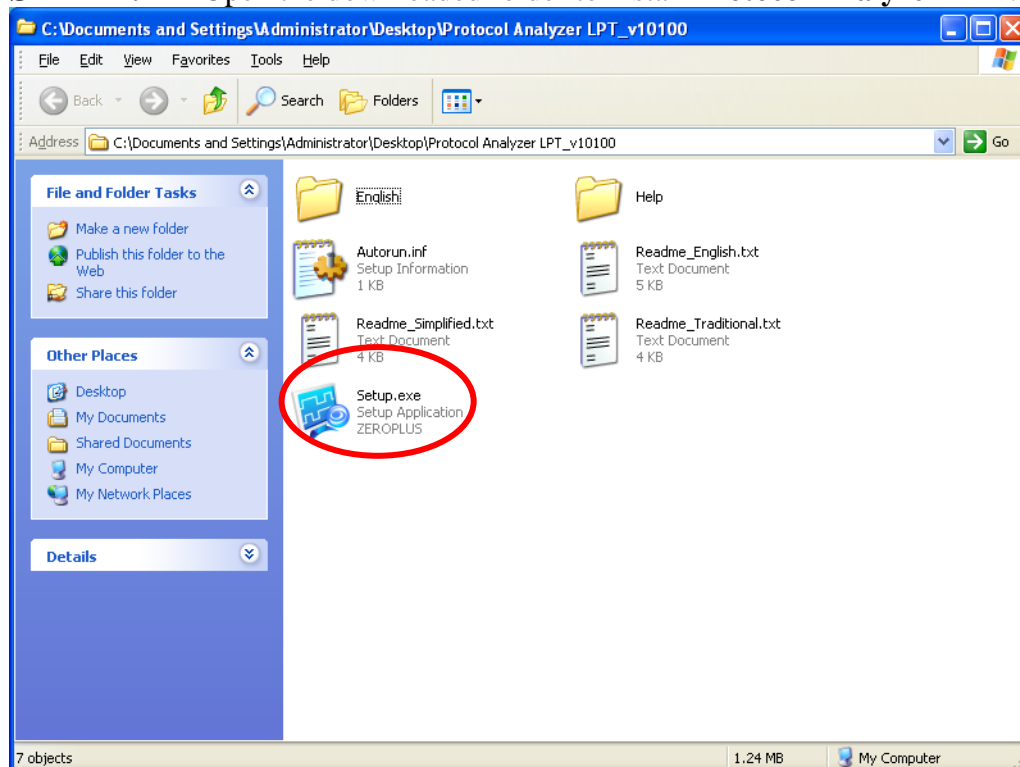 C:\Documents and Settings\Administrator\Desktop\Protocol Analyzer LPT_v10100
File Edit View Favorites Tools Help
Back Search Folders
Address C:\Documents and Settings\Administrator\Desktop\Protocol Analyzer LPT_v10100 Go
File and Folder Tasks
Make a new folder
Publish this folder to the
Web
Share this folder
Other Places
Desktop
My Documents
Shared Documents
My Computer
My Network Places
Details
English
Help
Autorun.inf
Setup Information
1 KB
Readme_English.txt
Text Document
5 KB
Readme_Simplified.txt
Text Document
4 KB
Readme_Traditional.txt
Text Document
4 KB
Setup.exe
Setup Application
ZEROPLUS
7 objects 1.24 MB My Computer